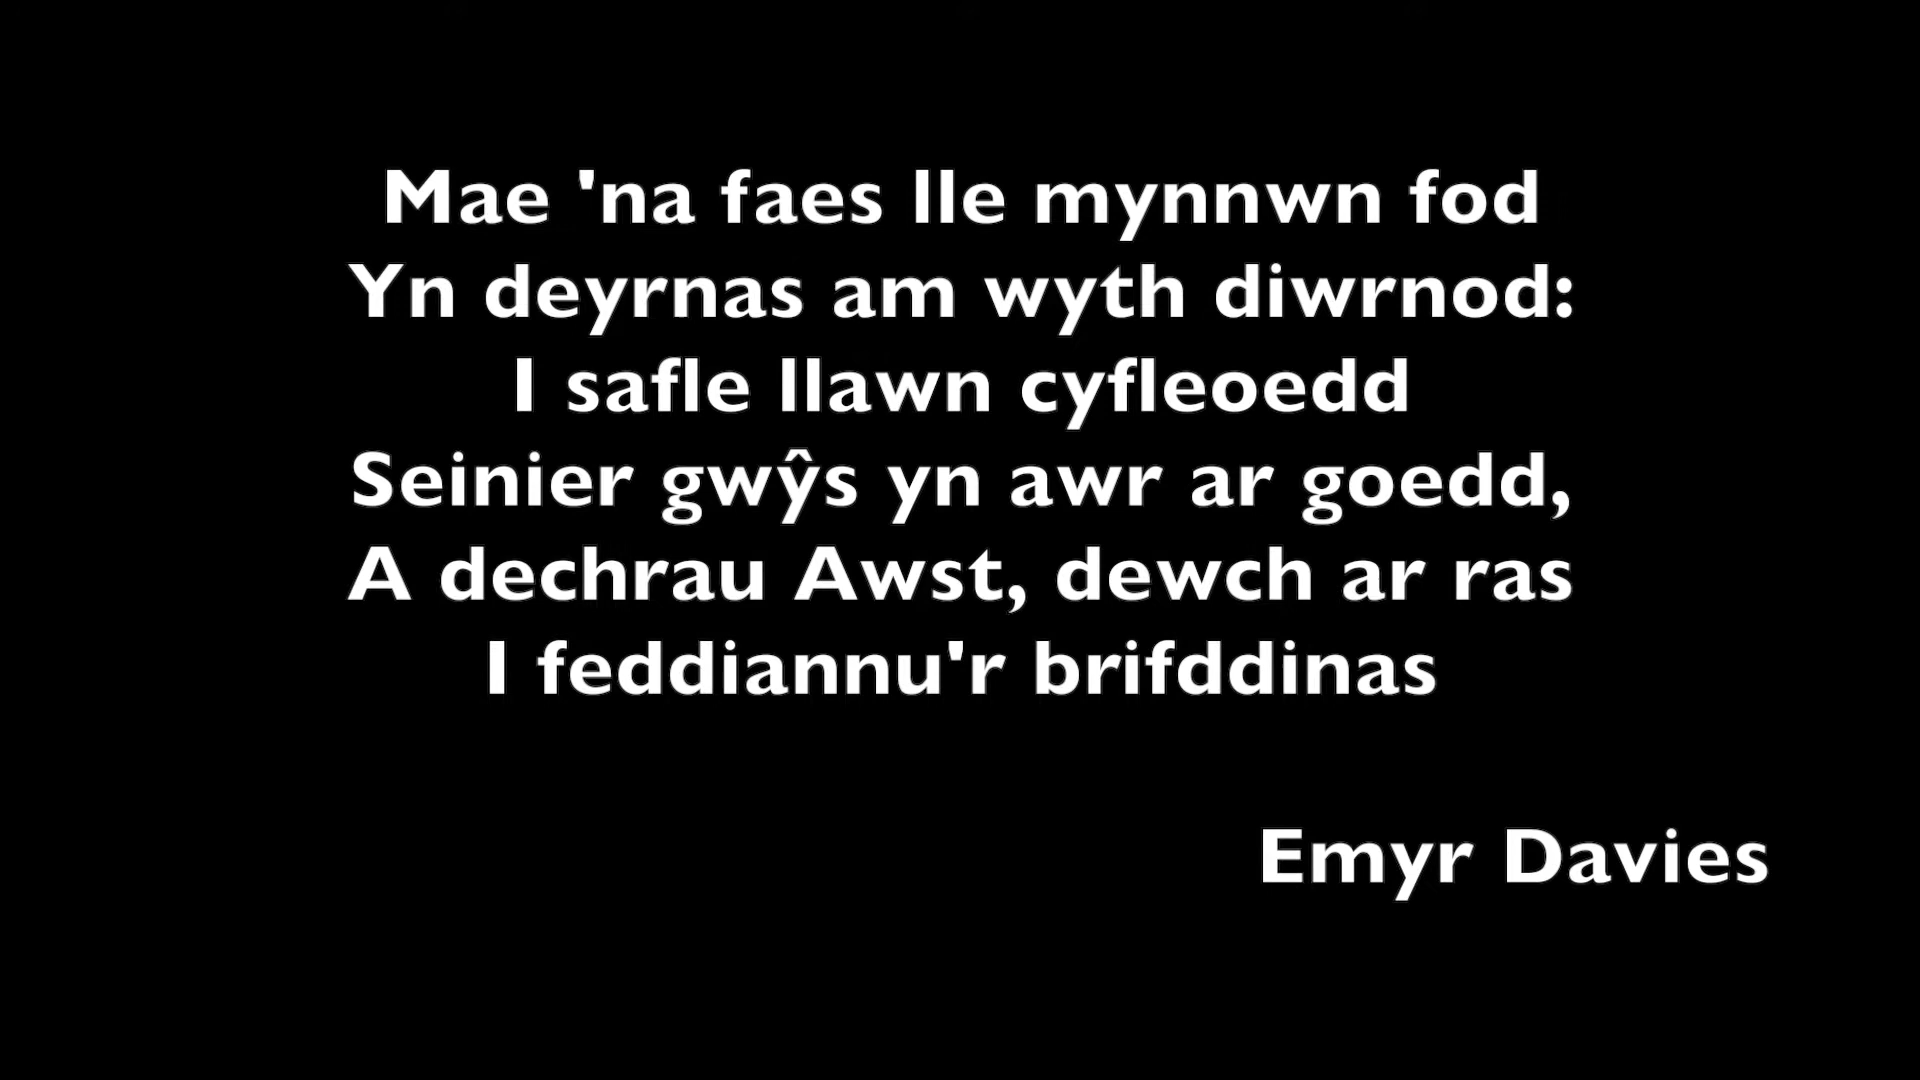 Mae 'na faes lle mynnwn fod
Yn deyrnas am wyth diwrnod:
I safle llawn cyfleoedd
Seinier gwŷs yn awr ar goedd,
A dechrau Awst, dewch ar ras
I feddiannu'r brifddinas
Emyr Davies